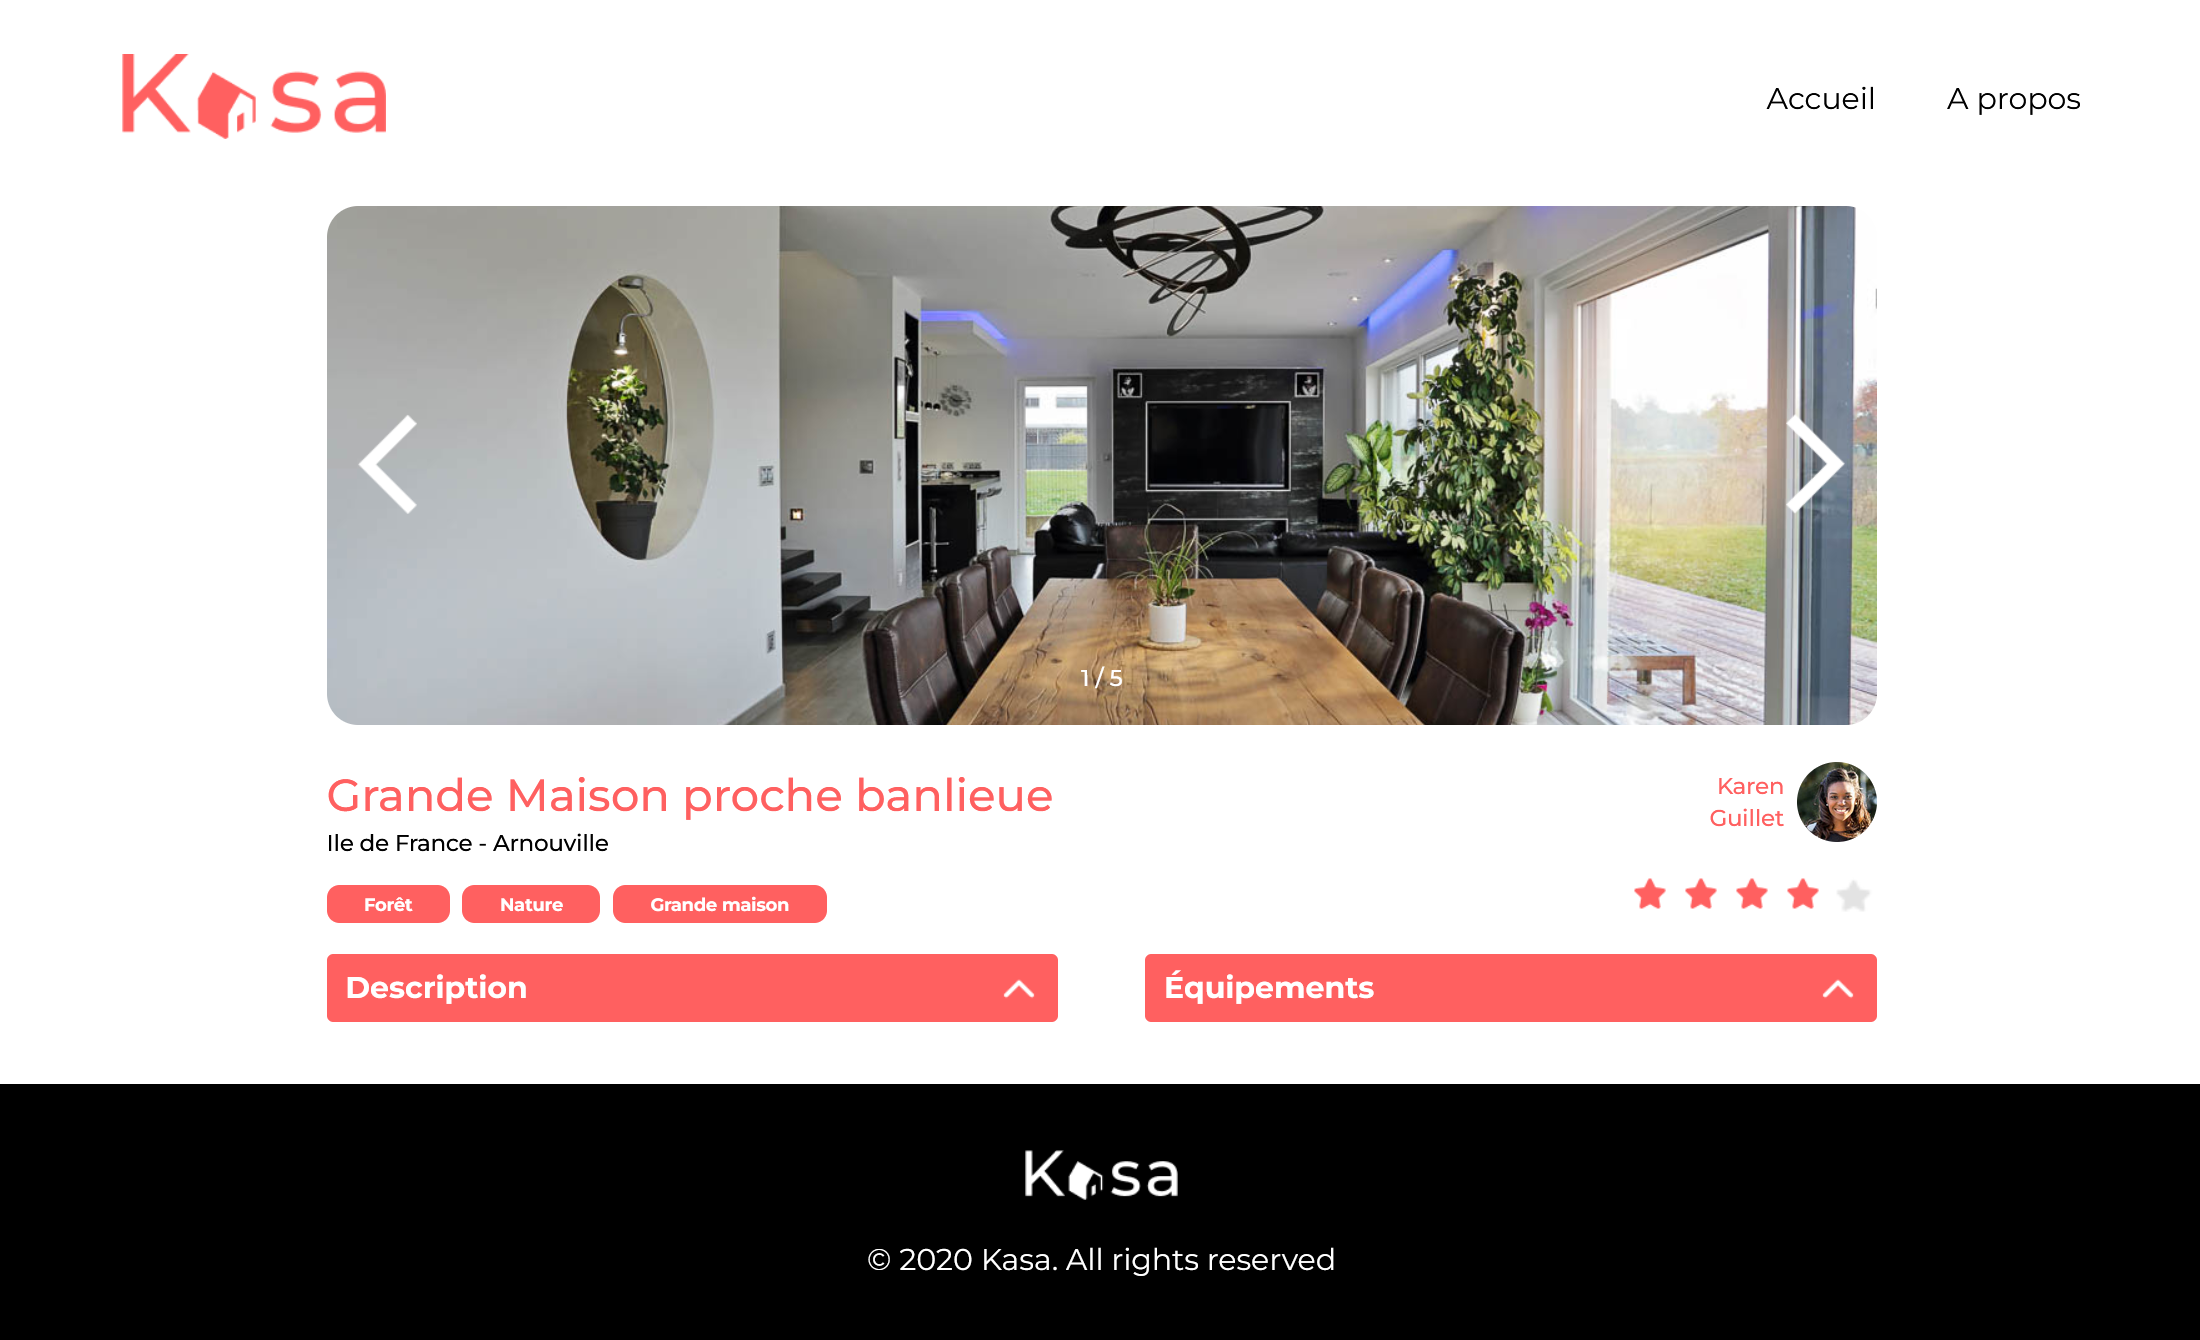 Kasa
Accueil
A propos
1 / 5
Grande Maison proche banlieue
Ile de France - Arnouville
Karen
Guillet
Forêt
Nature
Grande maison
Description
Équipements
Kasa
© 2020 Kasa. All rights reserved